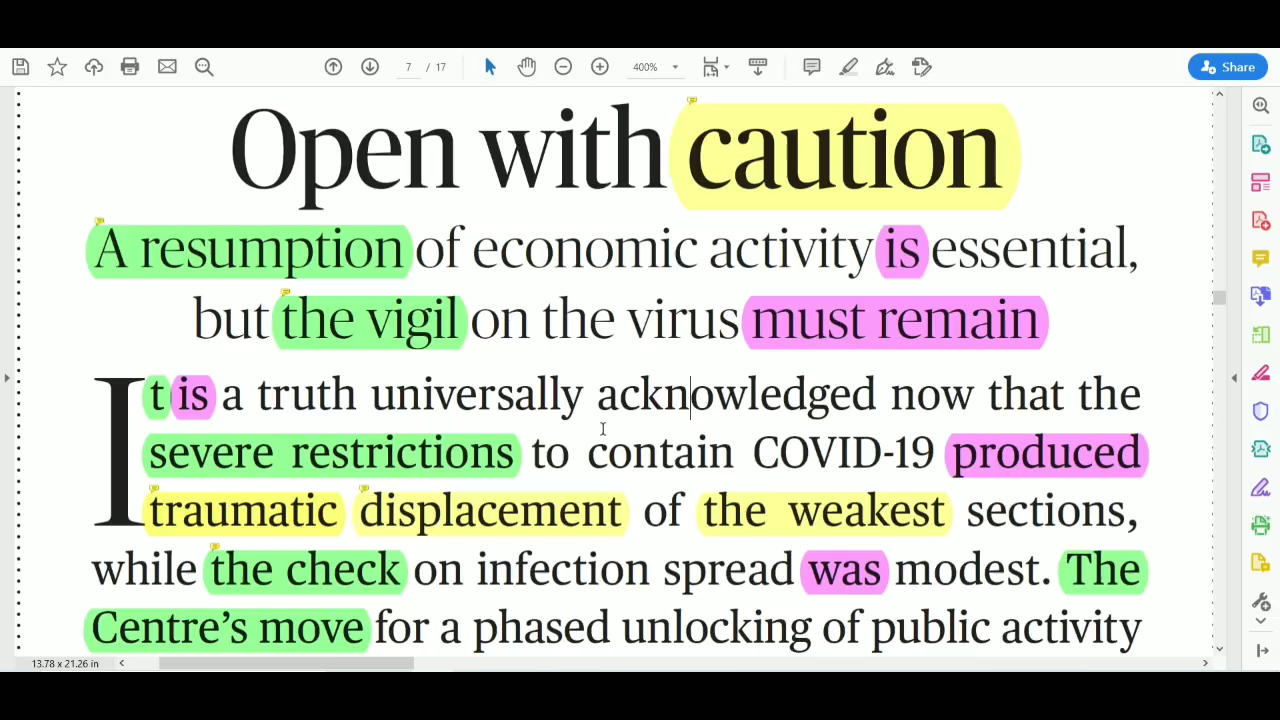 7 / 17
400%
Share
Open with caution
A resumption of economic activity is essential,
but the vigil on the virus must remain
It is a truth universally acknowledged now that the
severe restrictions to contain COVID-19 produced
traumatic displacement of the weakest sections,
while the check on infection spread was modest. The
Centre’s move for a phased unlocking of public activity
13.78 x 21.26 in